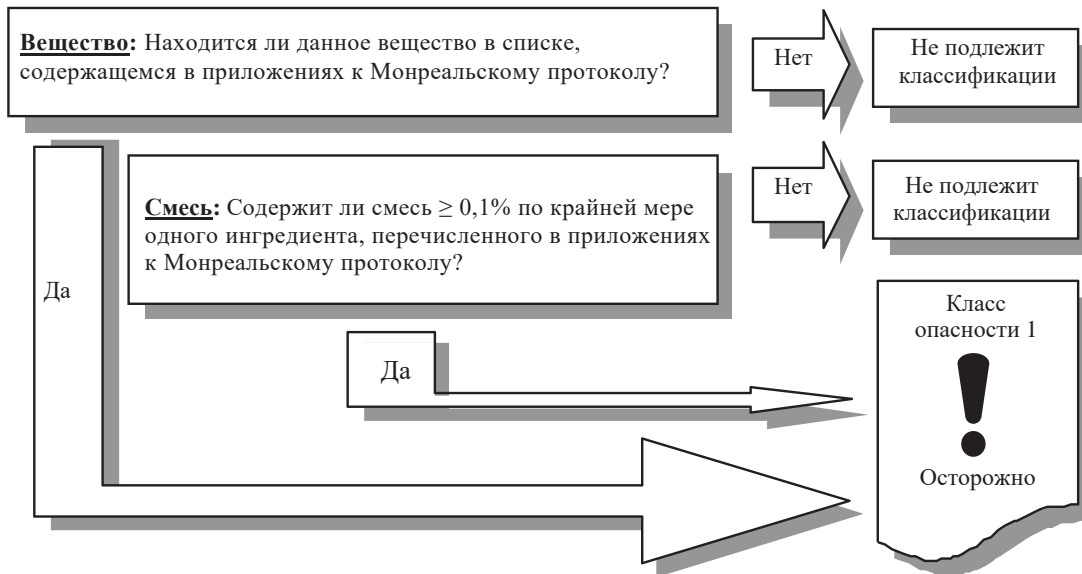 Вещество: Находится ли данное вещество в списке,
содержащемся в приложениях к Монреальскому протоколу?
Нет
Не подлежит
классификации
Смесь: Содержит ли смесь ≥ 0,1% по крайней мере
одного ингредиента, перечисленного в приложениях
к Монреальскому протоколу?
Нет
Не подлежит
классификации
Да
Да
Класс
опасности 1
!
Осторожно